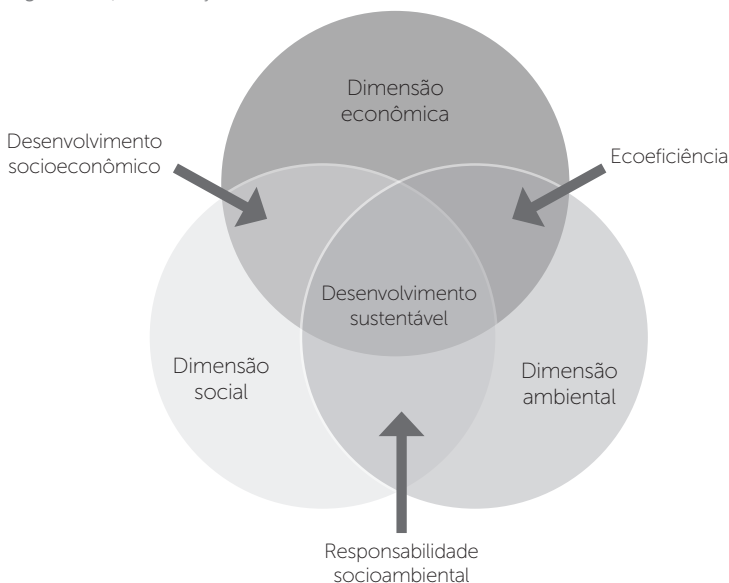 Dimensão
econômica
Desenvolvimento
socioeconômico
Ecoeficiência
Desenvolvimento
sustentável
Dimensão
social
Dimensão
ambiental
Responsabilidade
socioambiental